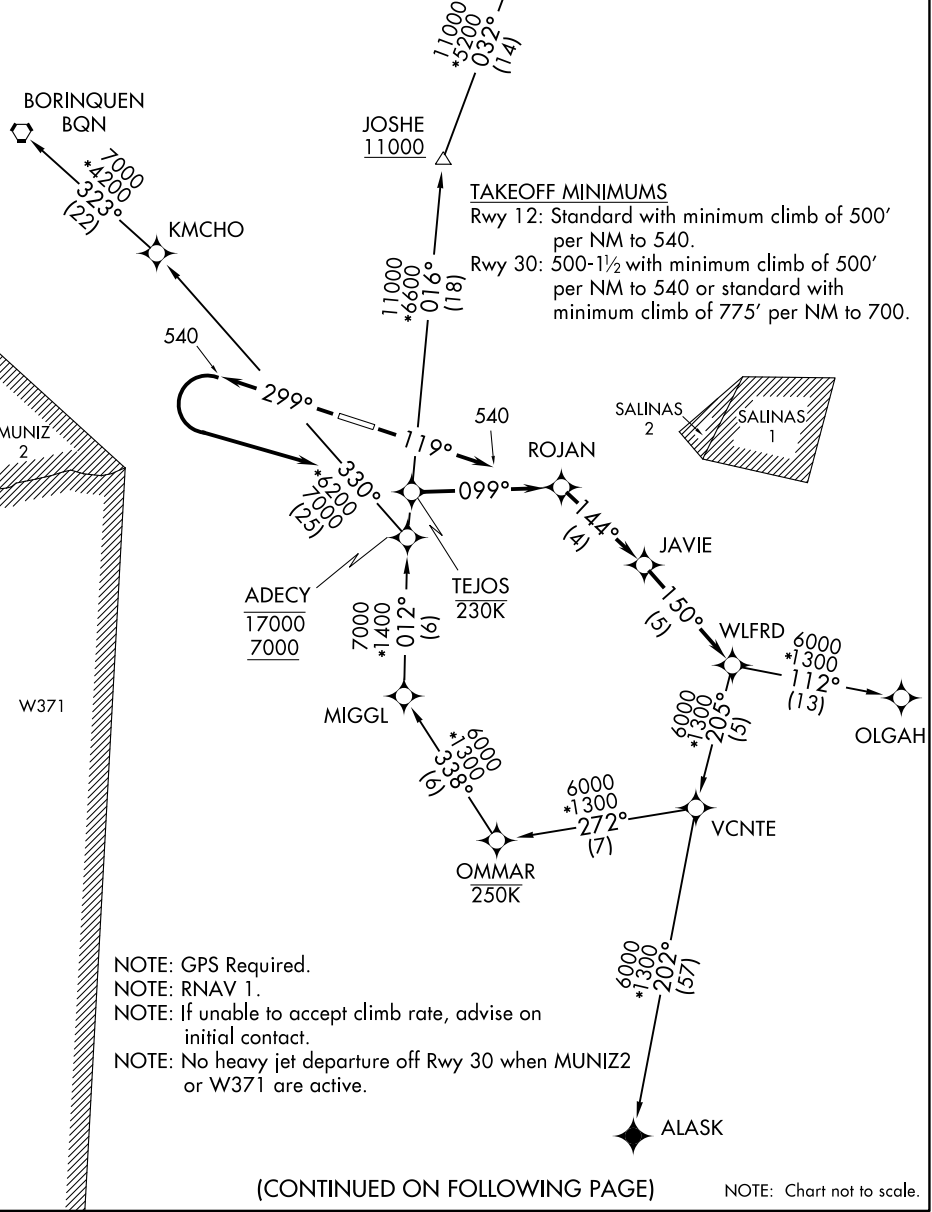 11000
*5200
032°
(14)
BORINQUEN
BQN
JOSHE
11000
7000
*4200
323°
(22)
KMCHO
TAKEOFF MINIMUMS
Rwy 12: Standard with minimum climb of 500'
per NM to 540.
Rwy 30: 500-1½ with minimum climb of 500'
per NM to 540 or standard with
minimum climb of 775' per NM to 700.
11000
*6600
016°
(18)
540
299°
119°
540
SALINAS
2
SALINAS
1
MUNIZ
2
ROJAN
330°
*6200
7000
(25)
099°
144°
(4)
JAVIE
ADECY
17000
7000
TEJOS
230K
7000
*1400
012°
(6)
150°
(5)
WLFRD
6000
*1300
112°
(13)
OLGAH
W371
MIGGL
6000
*1300
338°
(6)
6000
*1300
205°
(5)
6000
*1300
272°
(7)
VCNTE
OMMAR
250K
6000
*1300
202°
(57)
NOTE: GPS Required.
NOTE: RNAV 1.
NOTE: If unable to accept climb rate, advise on
initial contact.
NOTE: No heavy jet departure off Rwy 30 when MUNIZ2
or W371 are active.
ALASK
(CONTINUED ON FOLLOWING PAGE)
NOTE: Chart not to scale.